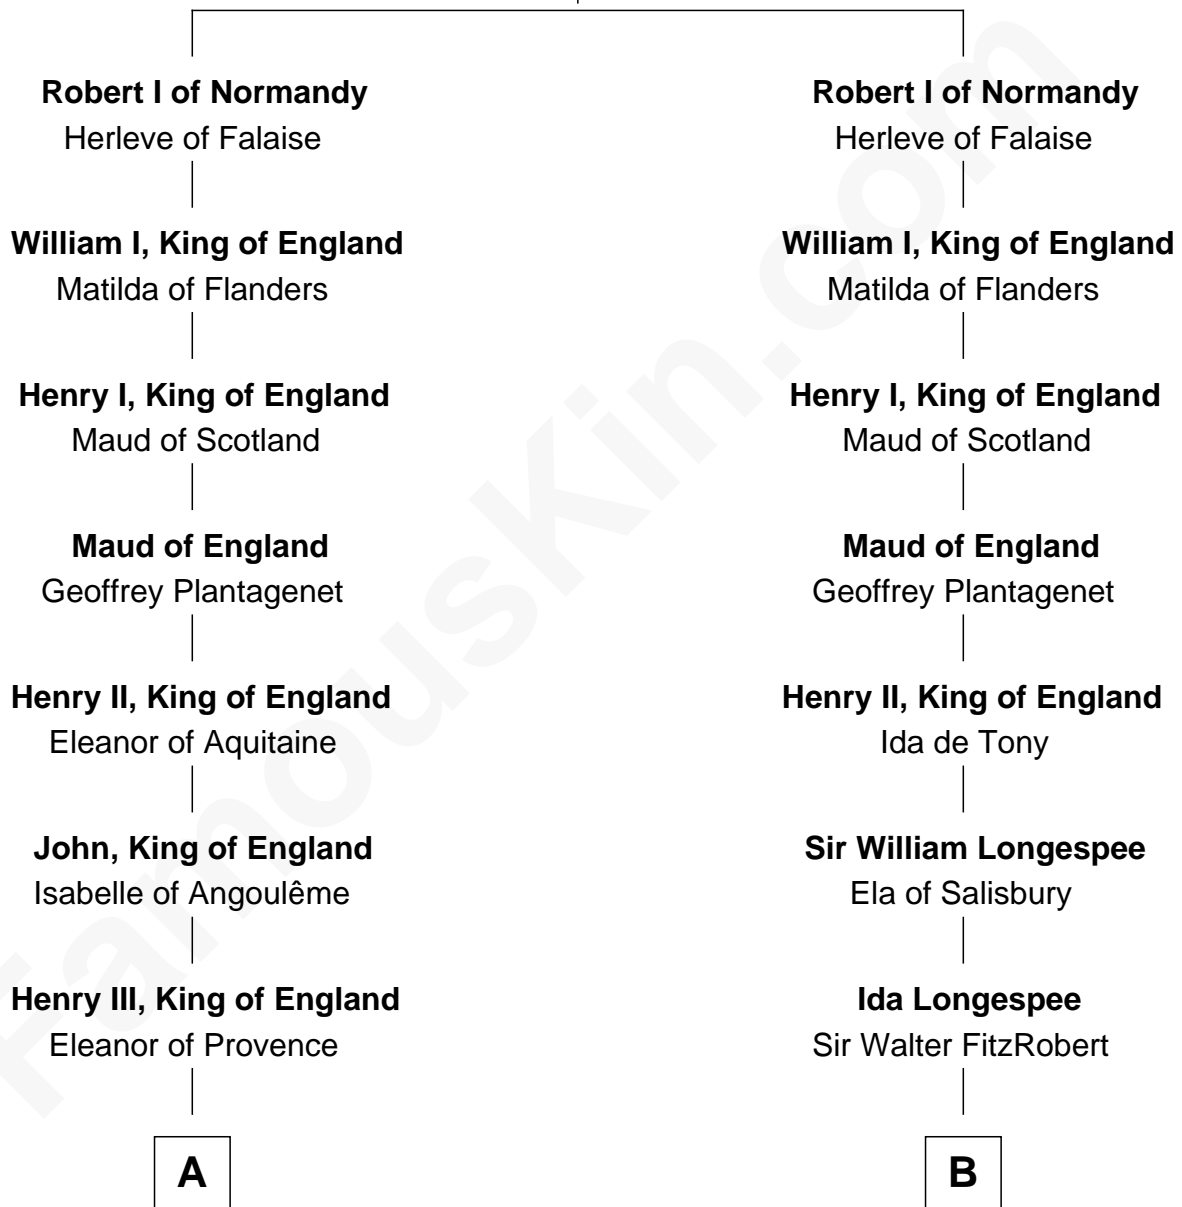 Robert I of Normandy
Herleve of Falaise
William I, King of England
Matilda of Flanders
Henry I, King of England
Maud of Scotland
Maud of England
Geoffrey Plantagenet
Henry II, King of England
Eleanor of Aquitaine
John, King of England
Isabelle of Angoulême
Henry III, King of England
Eleanor of Provence
A
Robert I of Normandy
Herleve of Falaise
William I, King of England
Matilda of Flanders
Henry I, King of England
Maud of Scotland
Maud of England
Geoffrey Plantagenet
Henry II, King of England
Ida de Tony
Sir William Longespee
Ela of Salisbury
Ida Longespee
Sir Walter FitzRobert
B
FamousKin.com